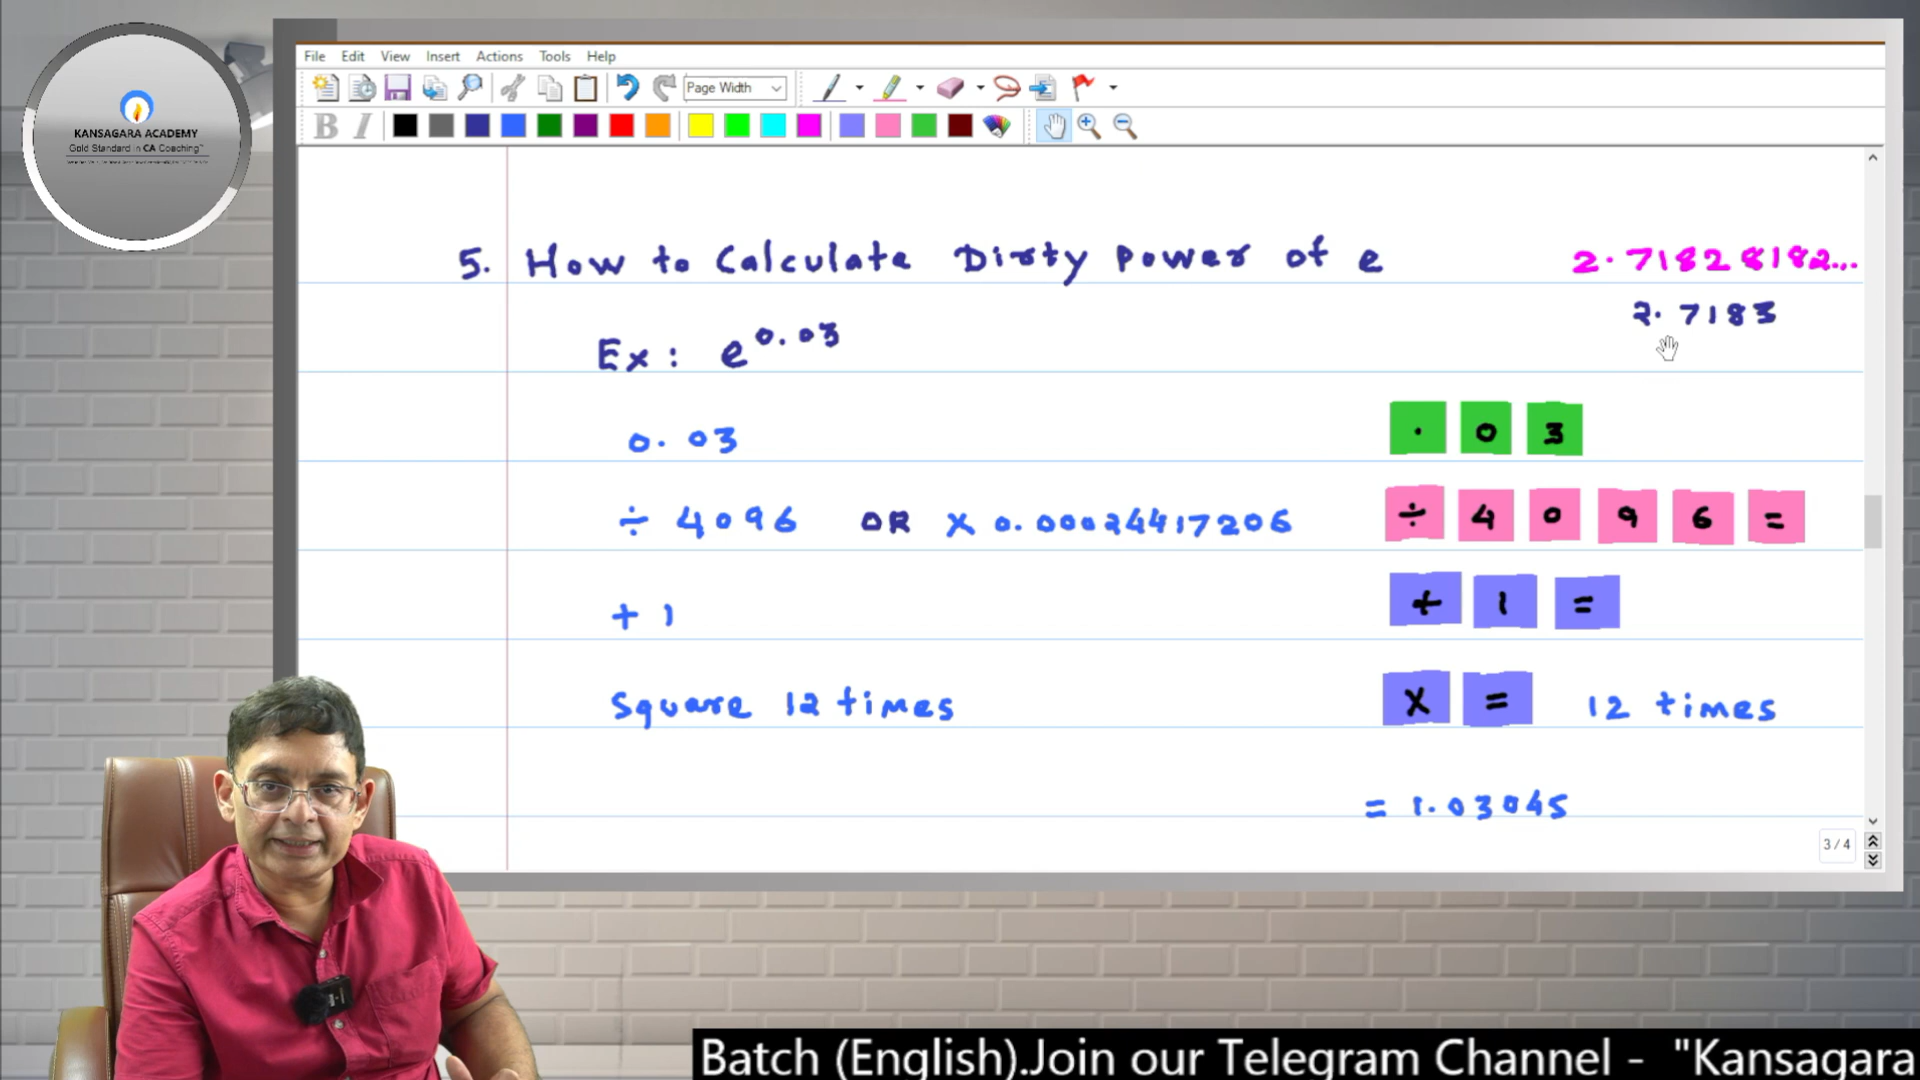 KANSAGARA ACADEMY
Gold Standard in CA Coaching™
File Edit View Insert Actions Tools Help
Page Width
B I
5. How to Calculate Dirty Power of e
2.71828182...
2.7183
Ex: e^0.03
0.03
. 0 3
÷ 4096 OR × 0.00024417206
÷ 4 0 9 6 =
+ 1
+ 1 =
Square 12 times
× = 12 times
= 1.03045
3 / 4
Batch (English).Join our Telegram Channel - "Kansagara